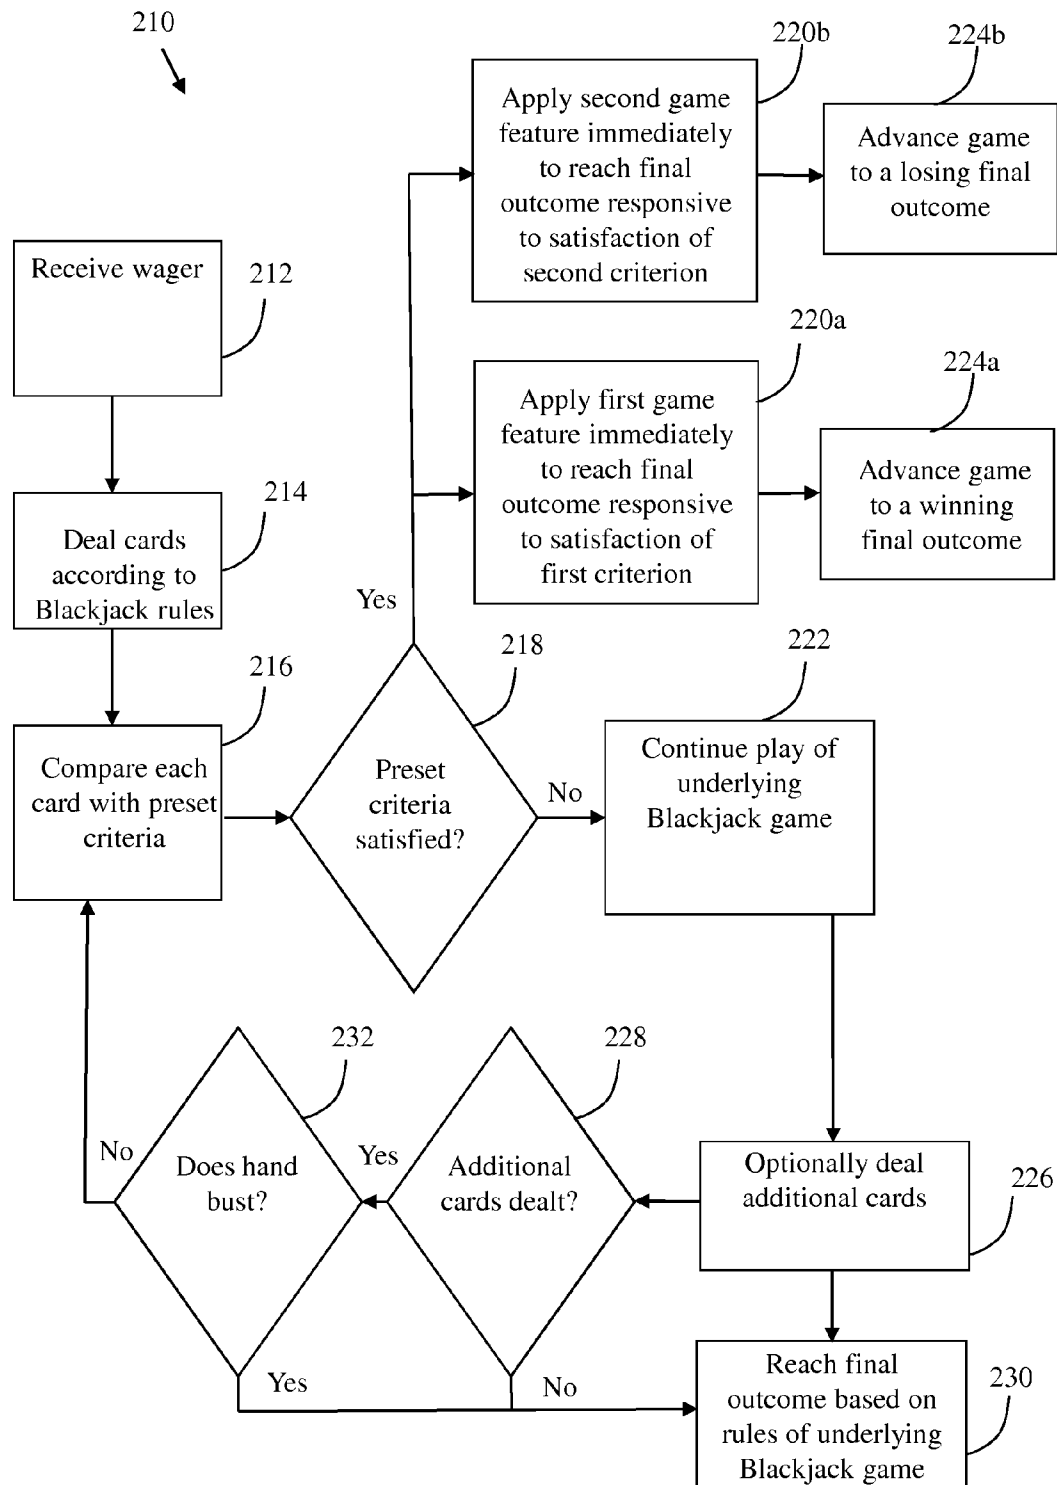 210
220b
224b
Apply second game
feature immediately
to reach final
outcome responsive
to satisfaction of
second criterion
Advance game
to a losing final
outcome
Receive wager
212
220a
224a
Apply first game
feature immediately
to reach final
outcome responsive
to satisfaction of
first criterion
Advance game
to a winning
final outcome
214
Deal cards
according to
Blackjack rules
Yes
218
222
216
Compare each
card with preset
criteria
Preset
criteria
satisfied?
No
Continue play of
underlying
Blackjack game
232
228
No
Does hand
bust?
Yes
Additional
cards dealt?
Optionally deal
additional cards
226
Yes
No
Reach final
outcome based on
rules of underlying
Blackjack game
230